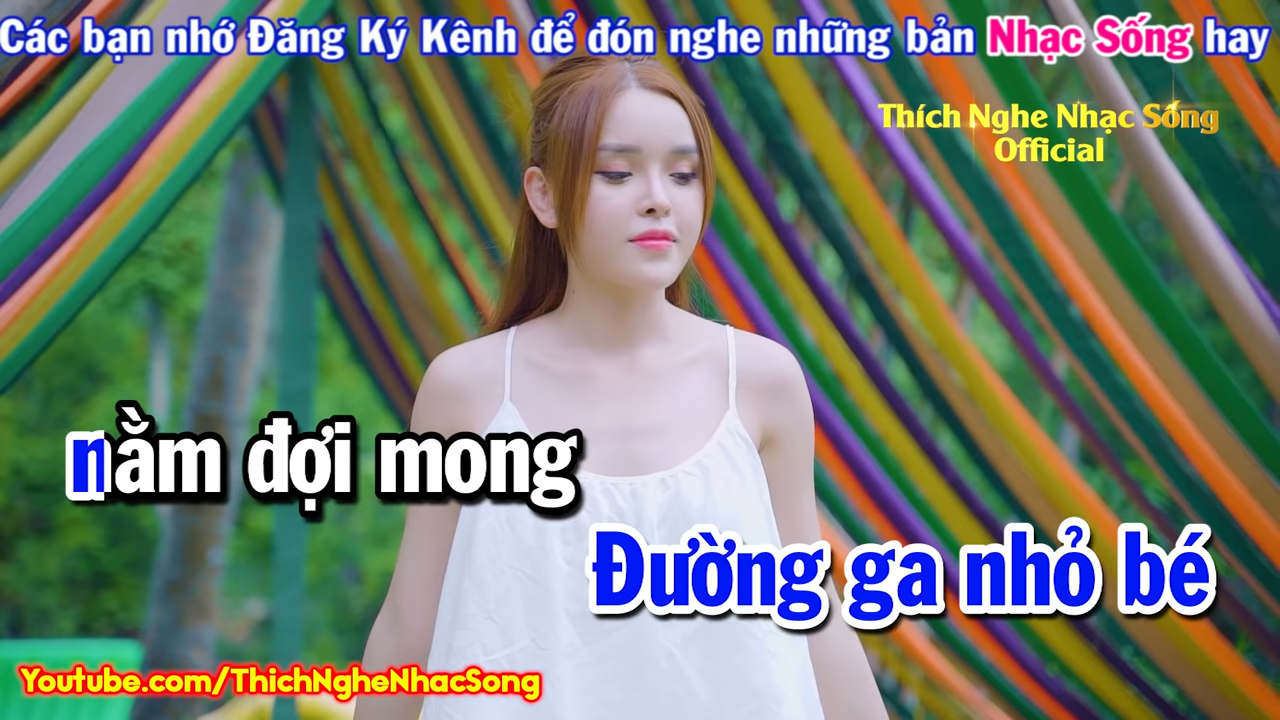 Các bạn nhớ Đăng Ký Kênh để đón nghe những bản Nhạc Sống hay
Thích Nghe Nhạc Sống
Official
nằm đợi mong
Đường ga nhỏ bé
Youtube.com/ThichNgheNhacSong